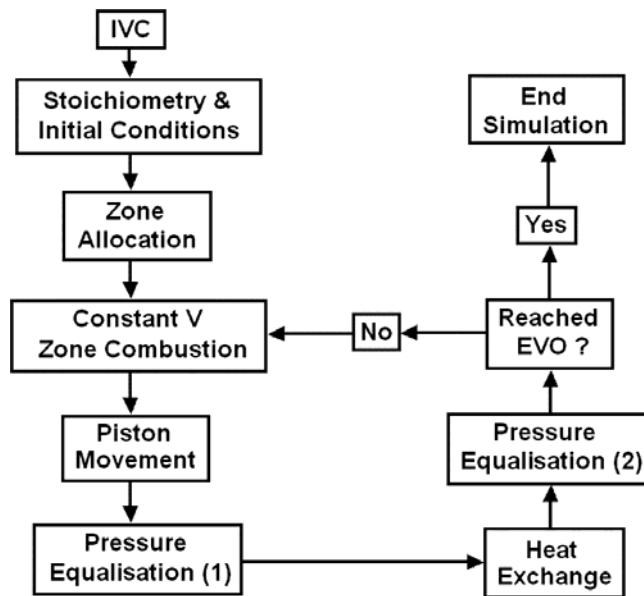 IVC
Stoichiometry &
Initial Conditions
Zone
Allocation
Constant V
Zone Combustion
Piston
Movement
Pressure
Equalisation (1)
Heat
Exchange
Pressure
Equalisation (2)
Reached
EVO ?
No
Yes
End
Simulation